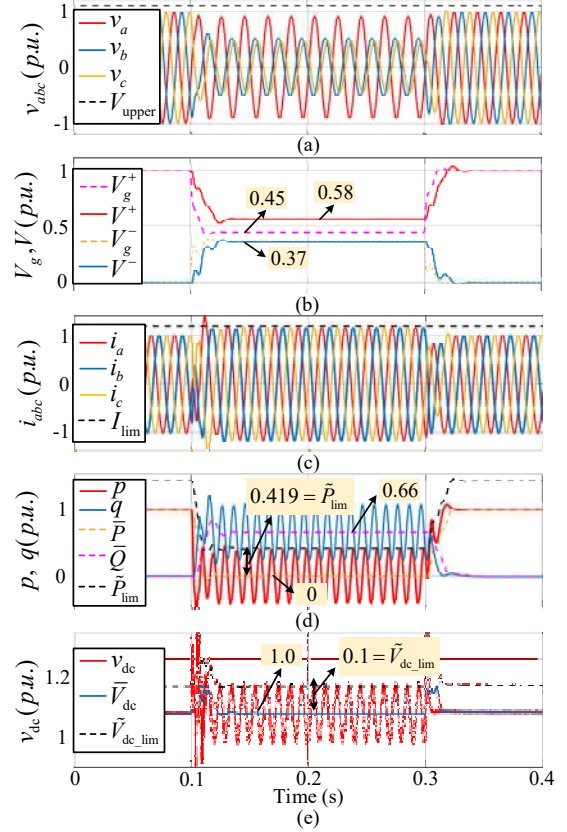 v_abc (p.u.)
1
0
-1
v_a
v_b
v_c
V_upper
(a)
V_g, V (p.u.)
1
0.5
0
V_g^+
V^+
V_g^-
V^-
0.45
0.58
0.37
(b)
i_abc (p.u.)
1
0
-1
i_a
i_b
i_c
I_lim
(c)
p, q (p.u.)
1
0
p
q
P̄
Q̄
P̃_lim
0.419 = P̃_lim
0.66
0
(d)
v_dc (p.u.)
1.2
1
v_dc
V̄_dc
Ṽ_dc_lim
1.0
0.1 = Ṽ_dc_lim
0 0.1 0.2 0.3 0.4
Time (s)
(e)